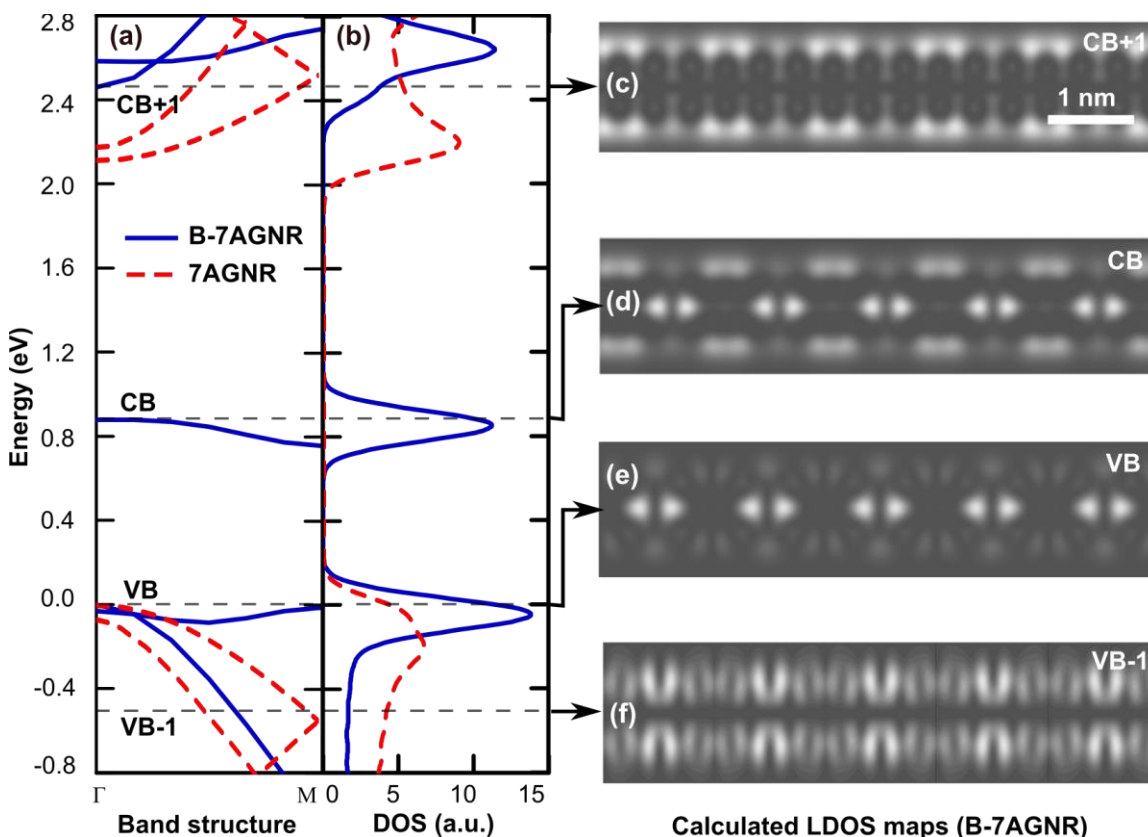 (a)
(b)
2.8
2.4
2.0
1.6
1.2
0.8
0.4
0.0
-0.4
-0.8
Energy (eV)
CB+1
B-7AGNR
7AGNR
CB
VB
VB-1
Γ
M
Band structure
0
5
10
15
DOS (a.u.)
CB+1
(c)
1 nm
CB
(d)
VB
(e)
VB-1
(f)
Calculated LDOS maps (B-7AGNR)